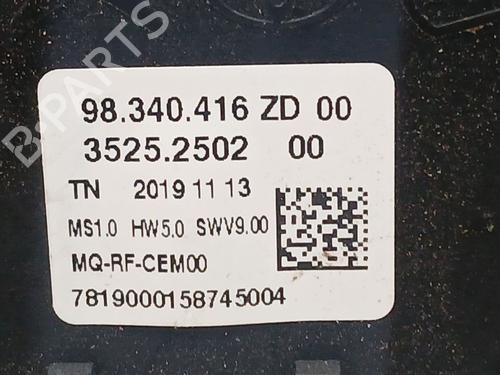 B-PARTS
98.340.416 ZD 00
3525.2502 00
TN 2019 11 13
MS1.0 HW5.0 SWV9.00
MQ-RF-CEM00
7819000158745004